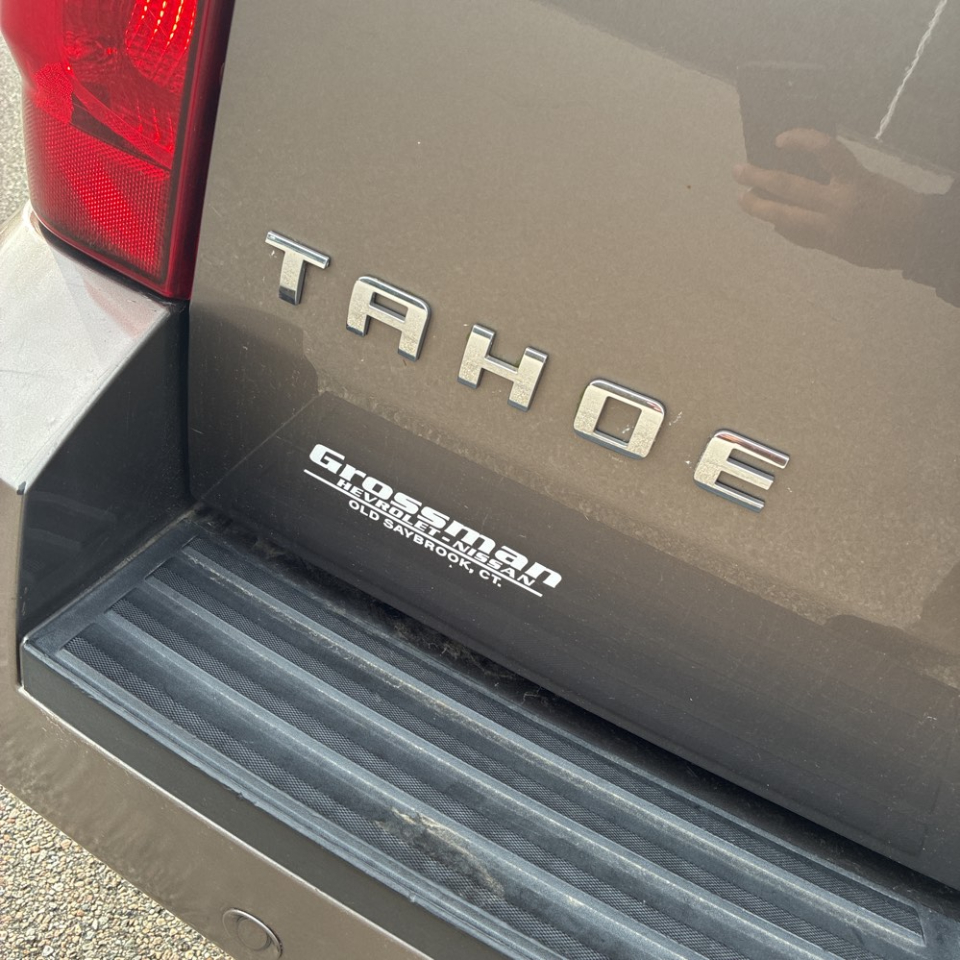 TAHOE
Grossman
HEVROLET-NISSAN
OLD SAYBROOK, CT.